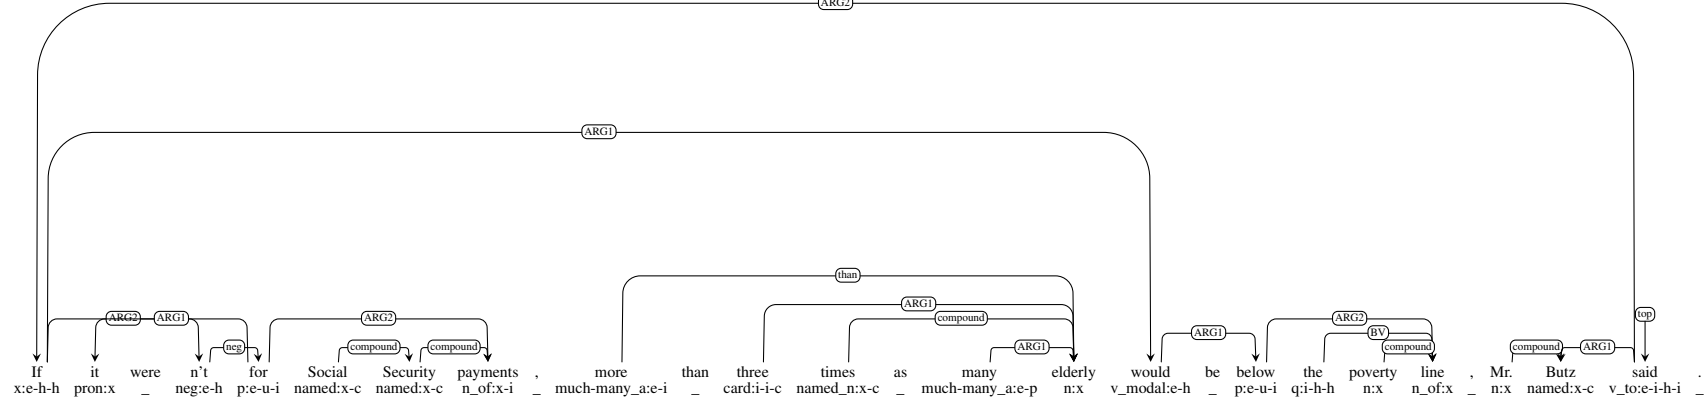 ARG2
ARG1
than
ARG1
ARG2 ARG1 ARG2 compound ARG2 top
ARG1 BV
neg compound compound ARG1 compound compound ARG1
If it were n't for Social Security payments , more than three times as many elderly would be below the poverty line , Mr. Butz said .
x:e-h-h pron:x _ neg:e-h p:e-u-i named:x-c named:x-c n_of:x-i _ much-many_a:e-i _ card:i-i-c named_n:x-c _ much-many_a:e-p n:x v_modal:e-h _ p:e-u-i q:i-h-h n:x n_of:x _ n:x named:x-c v_to:e-i-h-i _